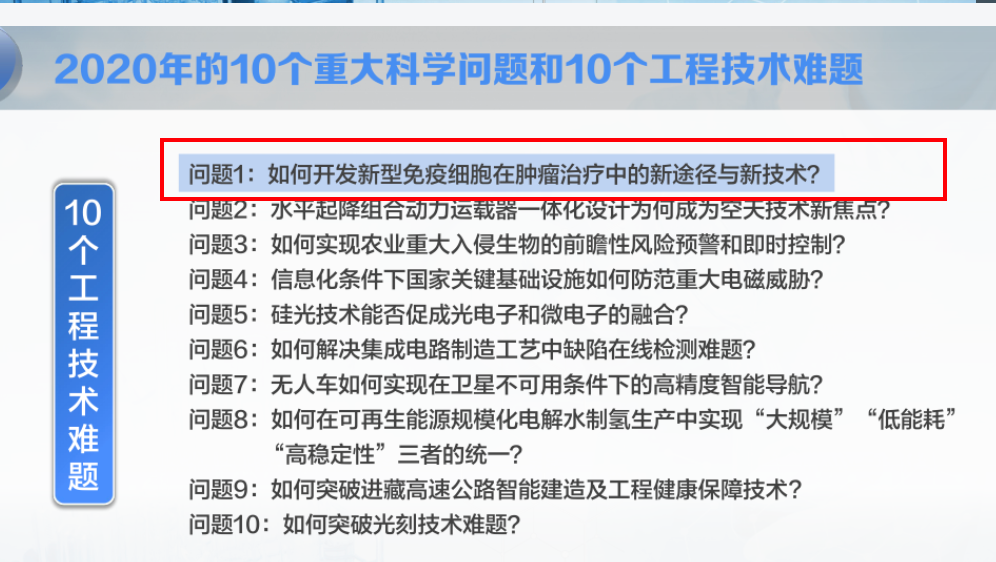 2020年的10个重大科学问题和10个工程技术难题
10个工程技术难题
问题1：如何开发新型免疫细胞在肿瘤治疗中的新途径与新技术？
问题2：水平起降组合动力运载器一体化设计为何成为空天技术新焦点？
问题3：如何实现农业重大入侵生物的前瞻性风险预警和即时控制？
问题4：信息化条件下国家关键基础设施如何防范重大电磁威胁？
问题5：硅光技术能否促成光电子和微电子的融合？
问题6：如何解决集成电路制造工艺中缺陷在线检测难题？
问题7：无人车如何实现在卫星不可用条件下的高精度智能导航？
问题8：如何在可再生能源规模化电解水制氢生产中实现“大规模”“低能耗”
“高稳定性”三者的统一？
问题9：如何突破进藏高速公路智能建造及工程健康保障技术？
问题10：如何突破光刻技术难题？